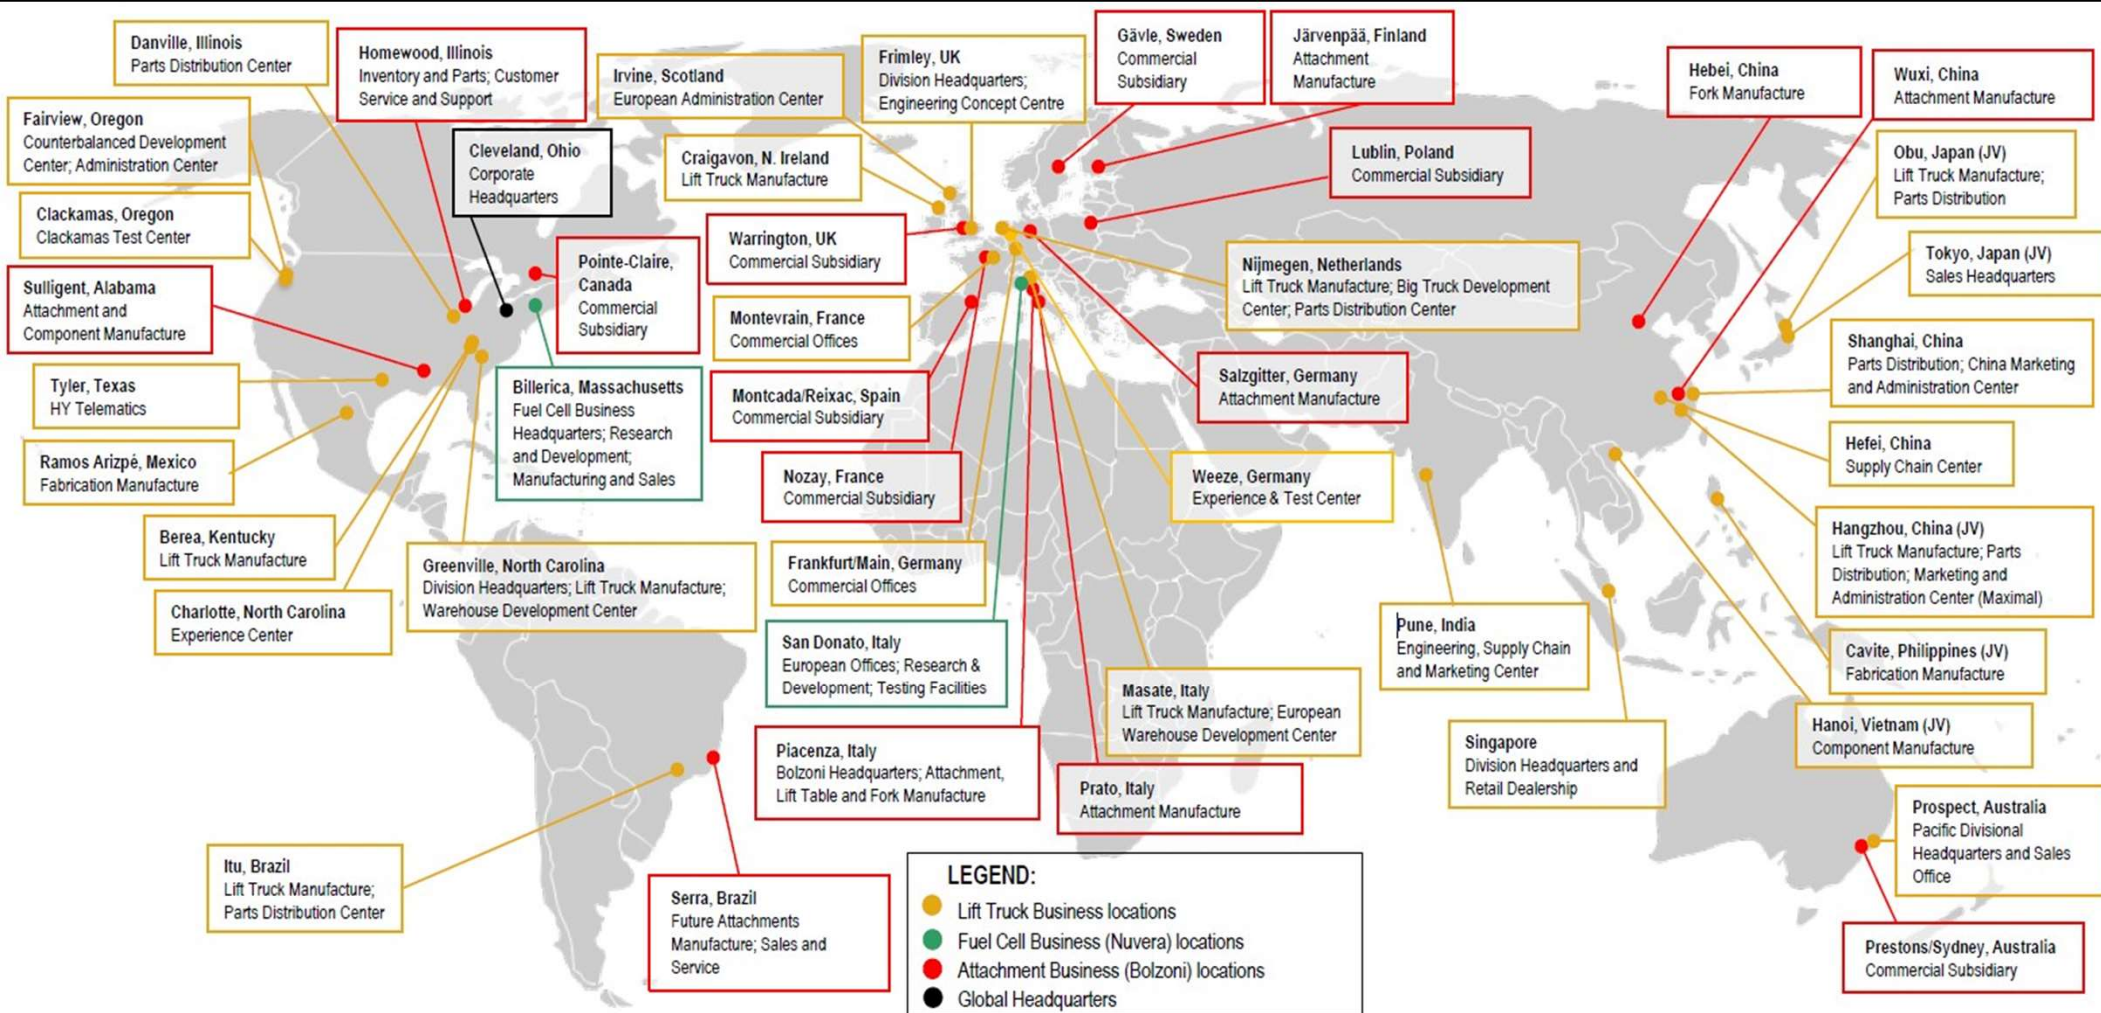 Danville, Illinois
Parts Distribution Center
Homewood, Illinois
Inventory and Parts; Customer
Service and Support
Irvine, Scotland
European Administration Center
Frimley, UK
Division Headquarters;
Engineering Concept Centre
Gävle, Sweden
Commercial
Subsidiary
Järvenpää, Finland
Attachment
Manufacture
Hebei, China
Fork Manufacture
Wuxi, China
Attachment Manufacture
Fairview, Oregon
Counterbalanced Development
Center; Administration Center
Cleveland, Ohio
Corporate
Headquarters
Craigavon, N. Ireland
Lift Truck Manufacture
Lublin, Poland
Commercial Subsidiary
Obu, Japan (JV)
Lift Truck Manufacture;
Parts Distribution
Clackamas, Oregon
Clackamas Test Center
Warrington, UK
Commercial Subsidiary
Tokyo, Japan (JV)
Sales Headquarters
Sulligent, Alabama
Attachment and
Component Manufacture
Pointe-Claire,
Canada
Commercial
Subsidiary
Nijmegen, Netherlands
Lift Truck Manufacture; Big Truck Development
Center; Parts Distribution Center
Montevrain, France
Commercial Offices
Shanghai, China
Parts Distribution; China Marketing
and Administration Center
Tyler, Texas
HY Telematics
Billerica, Massachusetts
Fuel Cell Business
Headquarters; Research
and Development;
Manufacturing and Sales
Montcada/Reixac, Spain
Commercial Subsidiary
Salzgitter, Germany
Attachment Manufacture
Hefei, China
Supply Chain Center
Ramos Arizpé, Mexico
Fabrication Manufacture
Nozay, France
Commercial Subsidiary
Weeze, Germany
Experience & Test Center
Berea, Kentucky
Lift Truck Manufacture
Greenville, North Carolina
Division Headquarters; Lift Truck Manufacture;
Warehouse Development Center
Frankfurt/Main, Germany
Commercial Offices
Hangzhou, China (JV)
Lift Truck Manufacture; Parts
Distribution; Marketing and
Administration Center (Maximal)
Charlotte, North Carolina
Experience Center
San Donato, Italy
European Offices; Research &
Development; Testing Facilities
Pune, India
Engineering, Supply Chain
and Marketing Center
Cavite, Philippines (JV)
Fabrication Manufacture
Masate, Italy
Lift Truck Manufacture; European
Warehouse Development Center
Hanoi, Vietnam (JV)
Component Manufacture
Piacenza, Italy
Bolzoni Headquarters; Attachment,
Lift Table and Fork Manufacture
Singapore
Division Headquarters and
Retail Dealership
Prato, Italy
Attachment Manufacture
Prospect, Australia
Pacific Divisional
Headquarters and Sales
Office
Itu, Brazil
Lift Truck Manufacture;
Parts Distribution Center
Serra, Brazil
Future Attachments
Manufacture; Sales and
Service
Prestons/Sydney, Australia
Commercial Subsidiary
LEGEND:
Lift Truck Business locations
Fuel Cell Business (Nuvera) locations
Attachment Business (Bolzoni) locations
Global Headquarters